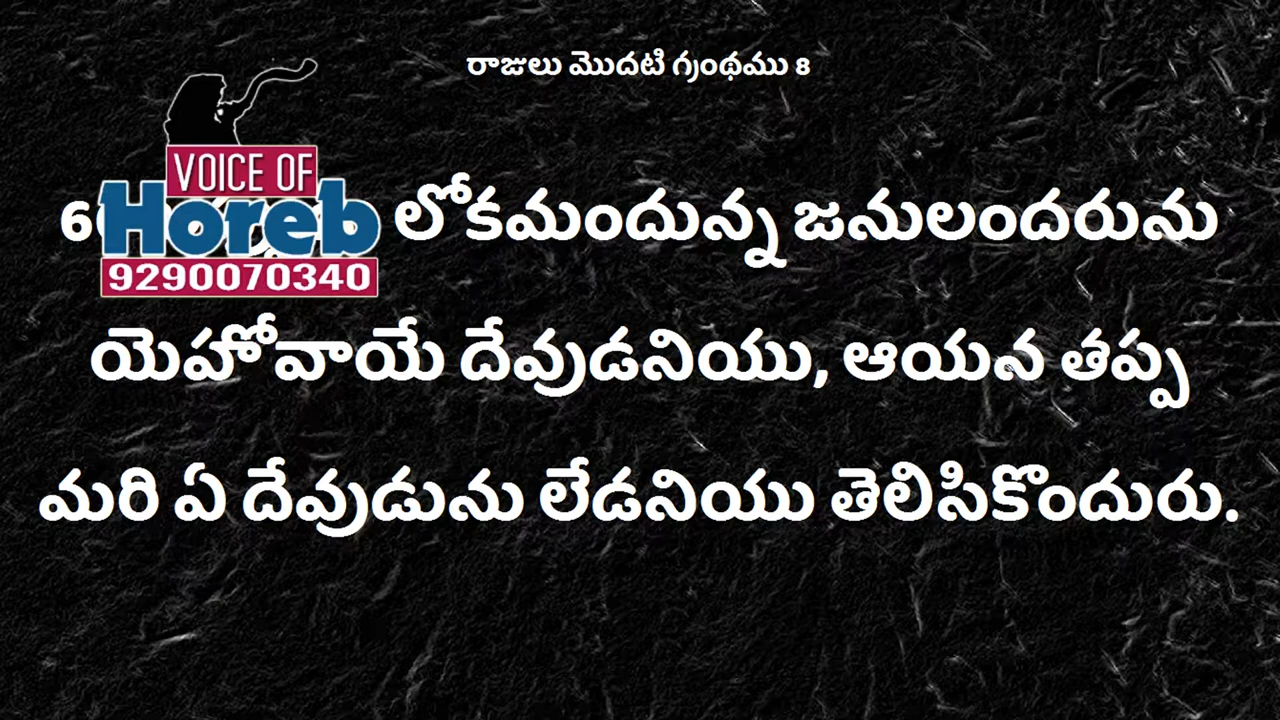 రాజులు మొదటి గ్రంథము 8
VOICE OF
Horeb
9290070340
6 లోకమందున్న జనులందరును
యెహోవాయే దేవుడనియు, ఆయన తప్ప
మరి ఏ దేవుడును లేడనియు తెలిసికొందురు.